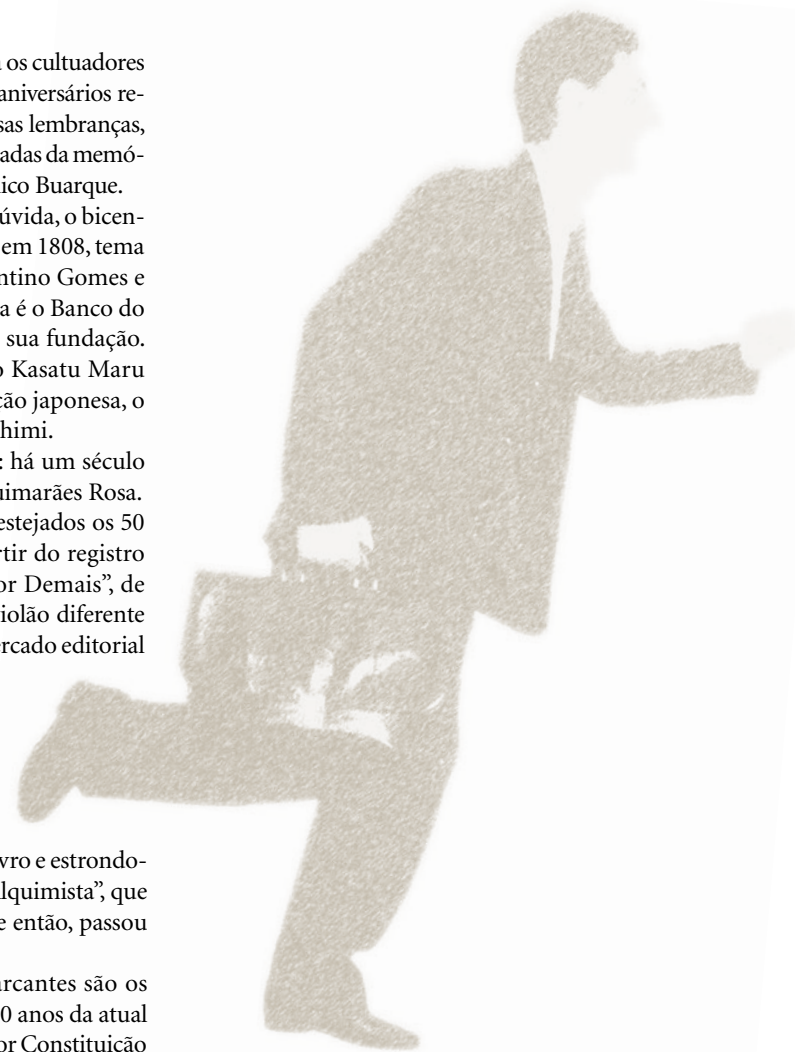 os cultuadores
aniversários re-
sas lembranças,
adas da memó-
ico Buarque.
úvida, o bicen-
em 1808, tema
ntino Gomes e
a é o Banco do
sua fundação.
o Kasatu Maru
ção japonesa, o
himi.
: há um século
uimarães Rosa.
estejados os 50
rtir do registro
or Demais”, de
iolão diferente
ercado editorial
vro e estrondo-
lquimista”, que
e então, passou
arcantes são os
0 anos da atual
or Constituição